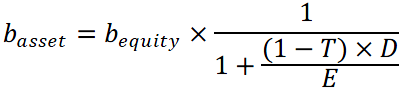 b_asset = b_equity × 1 / (1 + ((1 − T) × D) / E)